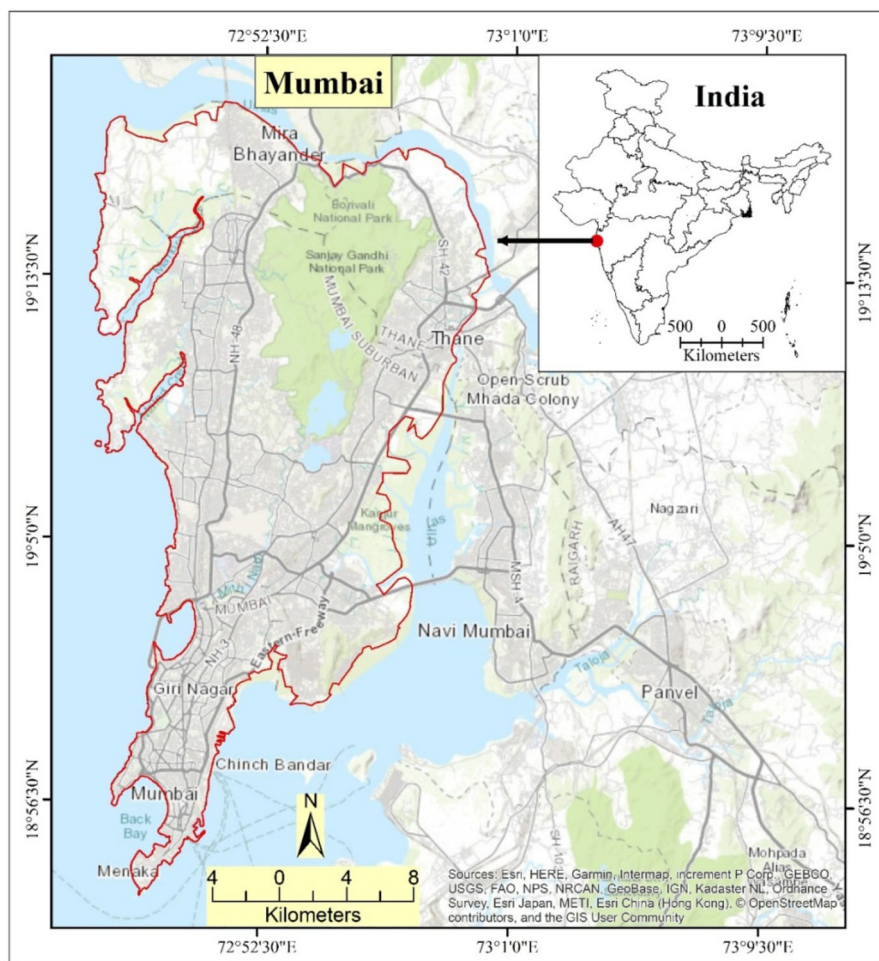 72°52'30"E
73°1'0"E
73°9'30"E
Mumbai
India
Mira
Bhayander
Borivali
National Park
Sanjay Gandhi
National Park
SH-42
19°13'30"N
19°13'30"N
NH-48
MUMBAI SUBURBAN
THANE
Thane
500 0 500
Kilometers
Open Scrub
Mhada Colony
Kanjur
Mangroves
Ulhas
Nagzari
AH47
19°5'0"N
19°5'0"N
RAIGARH
MSH-4
MUMBAI
Eastern-Freeway
NH-3
Navi Mumbai
Taloja
Giri Nagar
Panvel
Taloja
Chinch Bandar
18°56'30"N
18°56'30"N
Mumbai
Back
Bay
N
Menaka
4 0 4 8
Kilometers
Mohpada
Alias
Sources: Esri, HERE, Garmin, Intermap, increment P Corp., GEBCO,
USGS, FAO, NPS, NRCAN, GeoBase, IGN, Kadaster NL, Ordnance
Survey, Esri Japan, METI, Esri China (Hong Kong), © OpenStreetMap
contributors, and the GIS User Community
72°52'30"E
73°1'0"E
73°9'30"E